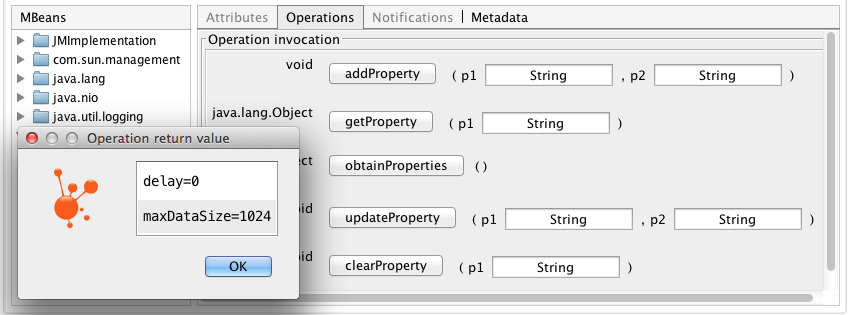 MBeans
Attributes Operations Notifications Metadata
JMImplementation
com.sun.management
java.lang
java.nio
java.util.logging
Operation invocation
void addProperty ( p1 String , p2 String )
java.lang.Object getProperty ( p1 String )
ect obtainProperties ()
oid updateProperty ( p1 String , p2 String )
oid clearProperty ( p1 String )
Operation return value
delay=0
maxDataSize=1024
OK